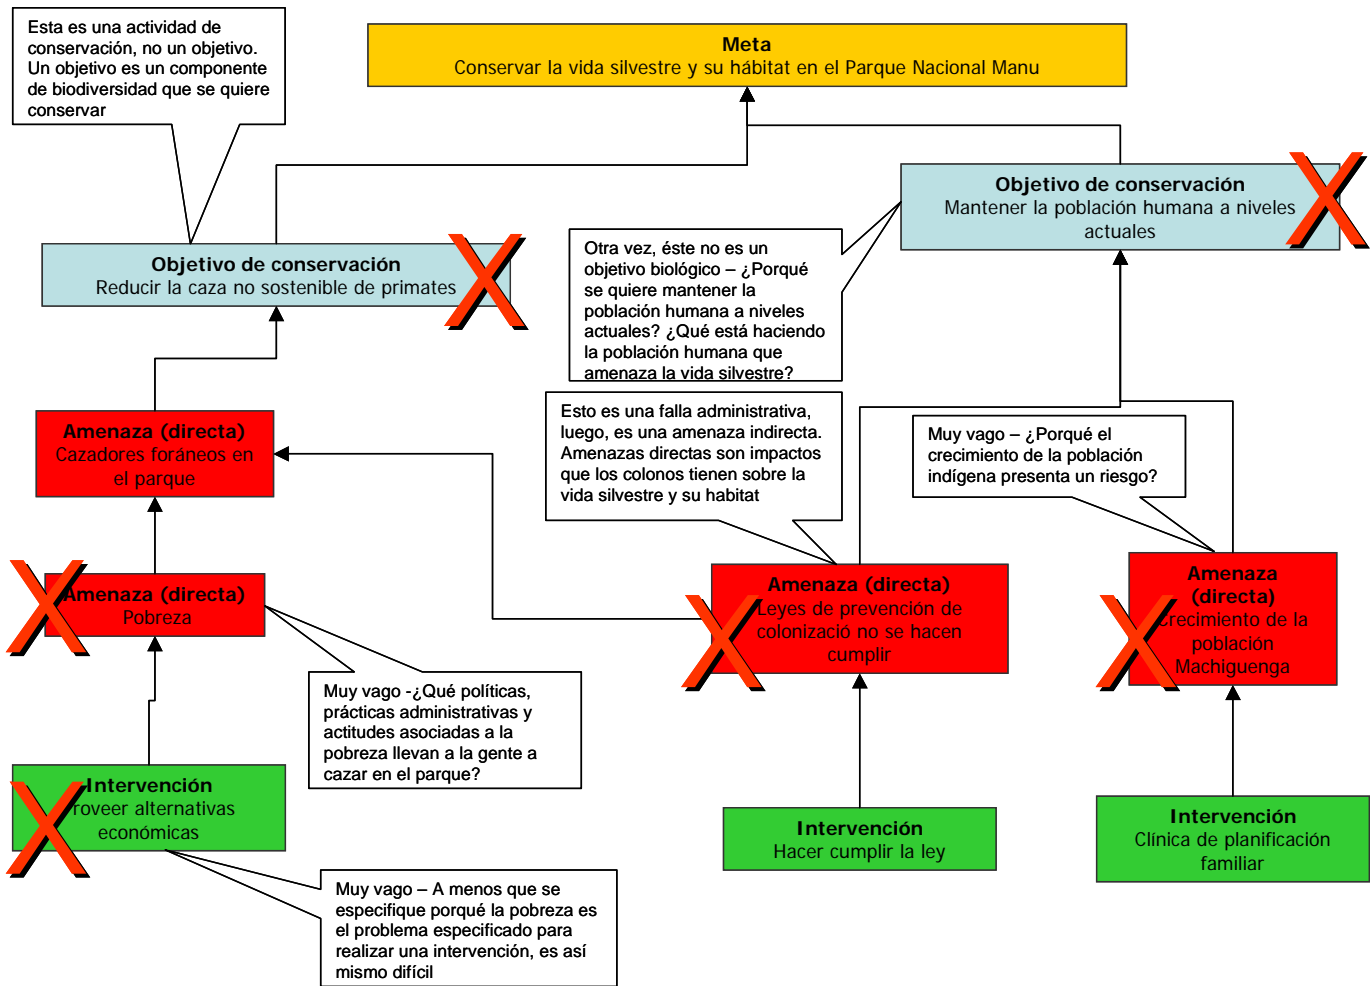 Esta es una actividad de
conservación, no un objetivo.
Un objetivo es un componente
de biodiversidad que se quiere
conservar
Meta
Conservar la vida silvestre y su hábitat en el Parque Nacional Manu
Objetivo de conservación
Mantener la población humana a niveles
actuales
X
Objetivo de conservación
Reducir la caza no sostenible de primates
X
Otra vez, éste no es un
objetivo biológico – ¿Porqué
se quiere mantener la
población humana a niveles
actuales? ¿Qué está haciendo
la población humana que
amenaza la vida silvestre?
Amenaza (directa)
Cazadores foráneos en
el parque
Esto es una falla administrativa,
luego, es una amenaza indirecta.
Amenazas directas son impactos
que los colonos tienen sobre la
vida silvestre y su habitat
Muy vago – ¿Porqué el
crecimiento de la población
indígena presenta un riesgo?
X
Amenaza (directa)
Pobreza
X
Amenaza (directa)
Leyes de prevención de
colonizació no se hacen
cumplir
X
Amenaza
(directa)
Crecimiento de la
población
Machiguenga
Muy vago -¿Qué políticas,
prácticas administrativas y
actitudes asociadas a la
pobreza llevan a la gente a
cazar en el parque?
X
Intervención
roveer alternativas
económicas
Intervención
Hacer cumplir la ley
Intervención
Clínica de planificación
familiar
Muy vago – A menos que se
especifique porqué la pobreza es
el problema especificado para
realizar una intervención, es así
mismo difícil